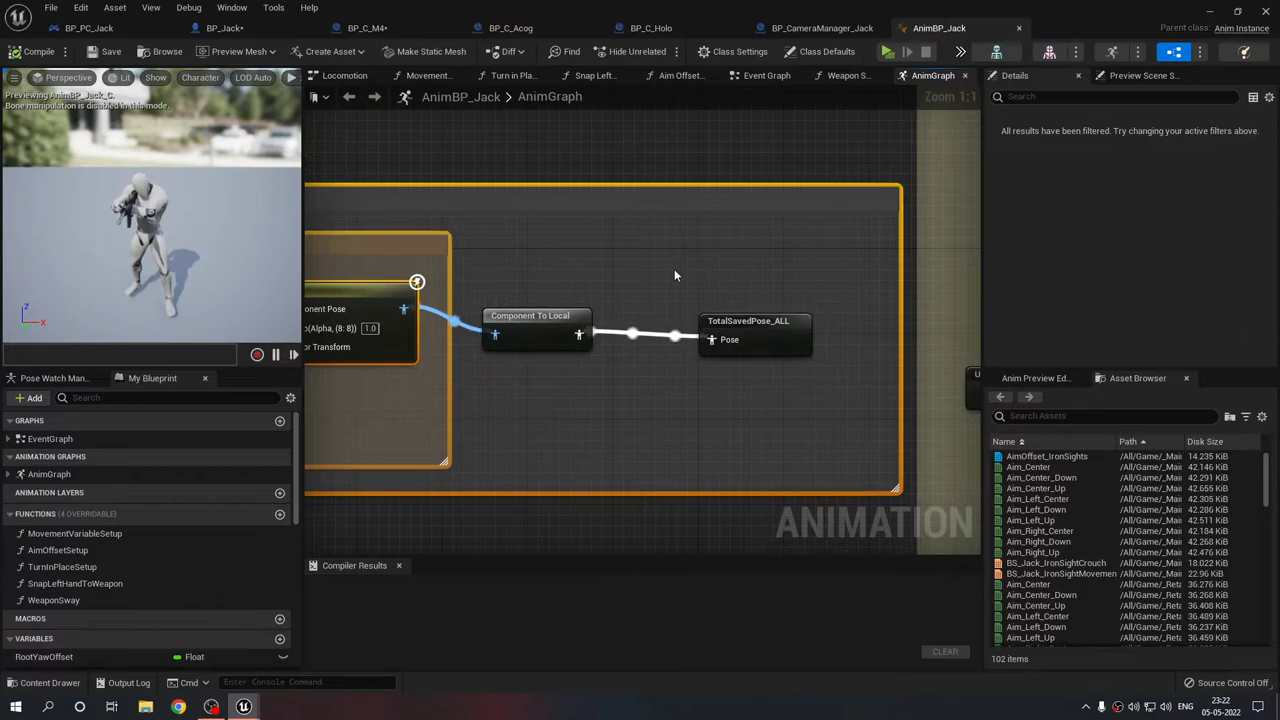 File Edit Asset View Debug Window Tools Help
BP_PC_Jack BP_Jack• BP_C_M4• BP_C_Acog BP_C_Holo BP_CameraManager_Jack AnimBP_Jack Parent class: Anim Instance
Compile Save Browse Preview Mesh Create Asset Make Static Mesh Diff Find Hide Unrelated Class Settings Class Defaults
Perspective Lit Show Character LOD Auto
Locomotion Movement... Turn in Pla... Snap Left... Aim Offset... Event Graph Weapon S... AnimGraph Details Preview Scene S...
Previewing AnimBP_Jack_C.
Bone manipulation is disabled in this mode.
AnimBP_Jack > AnimGraph Zoom 1:1 Search
All results have been filtered. Try changing your active filters above.
onent Pose
(Alpha, (8: 8)) 1.0
or Transform
Component To Local
TotalSavedPose_ALL
Pose
U
ANIMATION
Z
X
Pose Watch Man... My Blueprint
Add Search
GRAPHS
EventGraph
ANIMATION GRAPHS
AnimGraph
ANIMATION LAYERS
FUNCTIONS (4 OVERRIDABLE)
MovementVariableSetup
AimOffsetSetup
TurnInPlaceSetup
SnapLeftHandToWeapon
WeaponSway
MACROS
VARIABLES
RootYawOffset Float
Compiler Results
CLEAR
Anim Preview Ed... Asset Browser
Search Assets
Name Path Disk Size
AimOffset_IronSights /All/Game/_Mai 14.235 KiB
Aim_Center /All/Game/_Mai 42.146 KiB
Aim_Center_Down /All/Game/_Mai 42.291 KiB
Aim_Center_Up /All/Game/_Mai 42.655 KiB
Aim_Left_Center /All/Game/_Mai 42.305 KiB
Aim_Left_Down /All/Game/_Mai 42.286 KiB
Aim_Left_Up /All/Game/_Mai 42.511 KiB
Aim_Right_Center /All/Game/_Mai 42.184 KiB
Aim_Right_Down /All/Game/_Mai 42.268 KiB
Aim_Right_Up /All/Game/_Mai 42.476 KiB
BS_Jack_IronSightCrouch /All/Game/_Mai 18.022 KiB
BS_Jack_IronSightMovemen /All/Game/_Mai 22.96 KiB
Aim_Center /All/Game/_Reta 36.276 KiB
Aim_Center_Down /All/Game/_Reta 36.268 KiB
Aim_Center_Up /All/Game/_Reta 36.408 KiB
Aim_Left_Center /All/Game/_Reta 36.489 KiB
Aim_Left_Down /All/Game/_Reta 36.237 KiB
Aim_Left_Up /All/Game/_Reta 36.459 KiB
102 items
Content Drawer Output Log Cmd Enter Console Command Source Control Off
ENG 23:22
05-05-2022